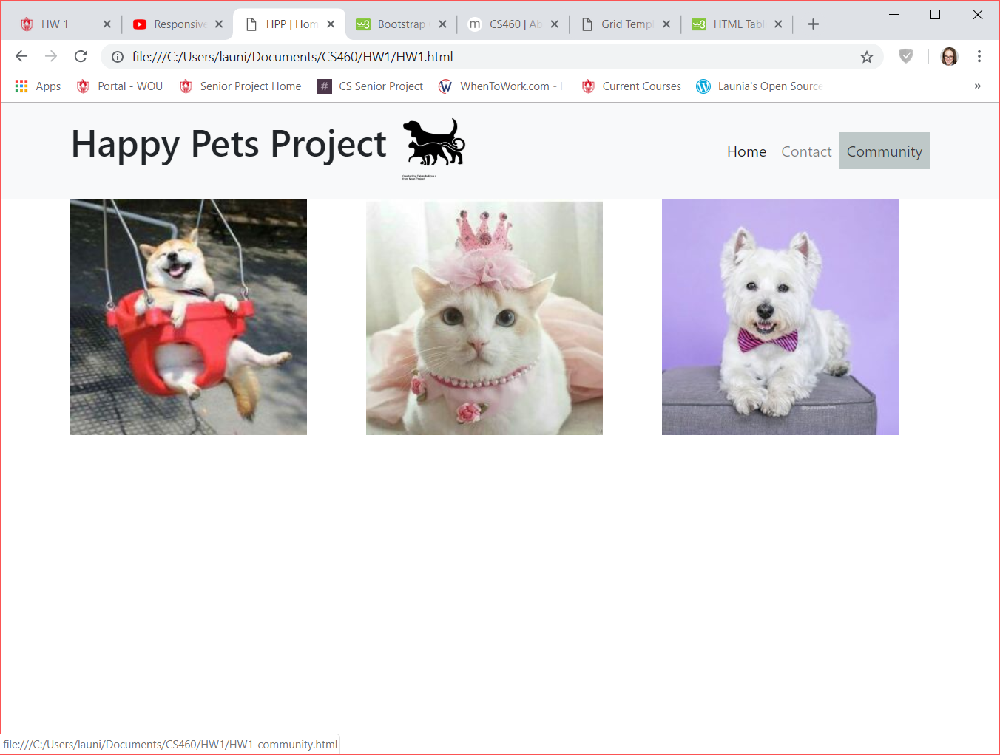 HW 1
Responsive
HPP | Hom
Bootstrap
CS460 | Ab
Grid Templ
HTML Tabl
file:///C:/Users/launi/Documents/CS460/HW1/HW1.html
Apps
Portal - WOU
Senior Project Home
# CS Senior Project
WhenToWork.com -
Current Courses
Launia's Open Source
»
Happy Pets Project
Home
Contact
Community
file:///C:/Users/launi/Documents/CS460/HW1/HW1-community.html